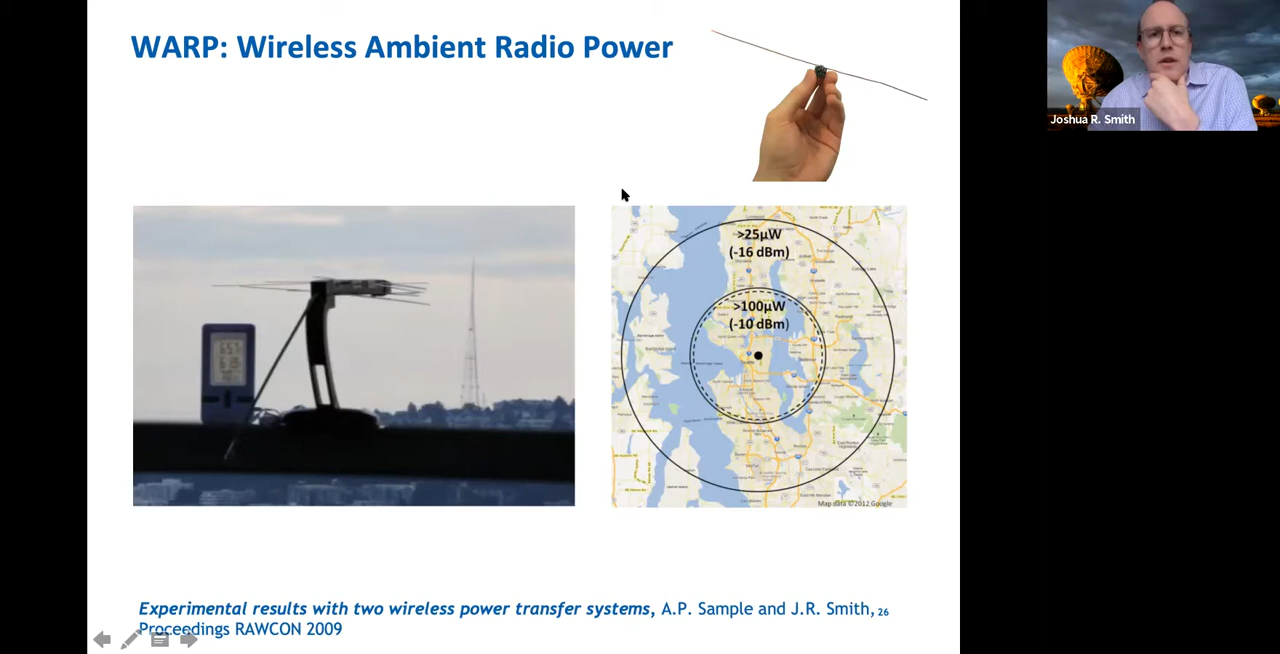 WARP: Wireless Ambient Radio Power
Joshua R. Smith
>25µW
(-16 dBm)
>100µW
(-10 dBm)
Map data ©2012 Google
Experimental results with two wireless power transfer systems, A.P. Sample and J.R. Smith, 26
Proceedings RAWCON 2009